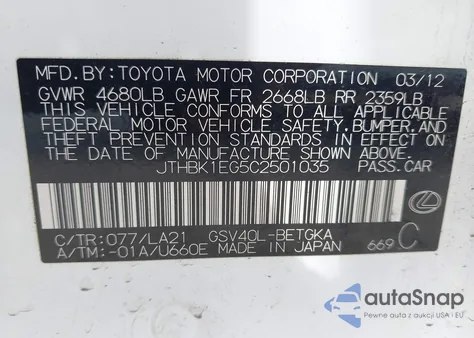 MFD.BY:TOYOTA MOTOR CORPORATION 03/12
GVWR 4680LB GAWR FR 2668LB RR 2359LB
THIS VEHICLE CONFORMS TO ALL APPLICABLE
FEDERAL MOTOR VEHICLE SAFETY,BUMPER,AND
THEFT PREVENTION STANDARDS IN EFFECT ON
THE DATE OF MANUFACTURE SHOWN ABOVE.
JTHBK1EG5C2501035 PASS.CAR
C/TR:077/LA21 GSV40L-BETGKA
A/TM:-01A/U660E MADE IN JAPAN 669 C
autoSnap
Pewne auta z aukcji USA i EU